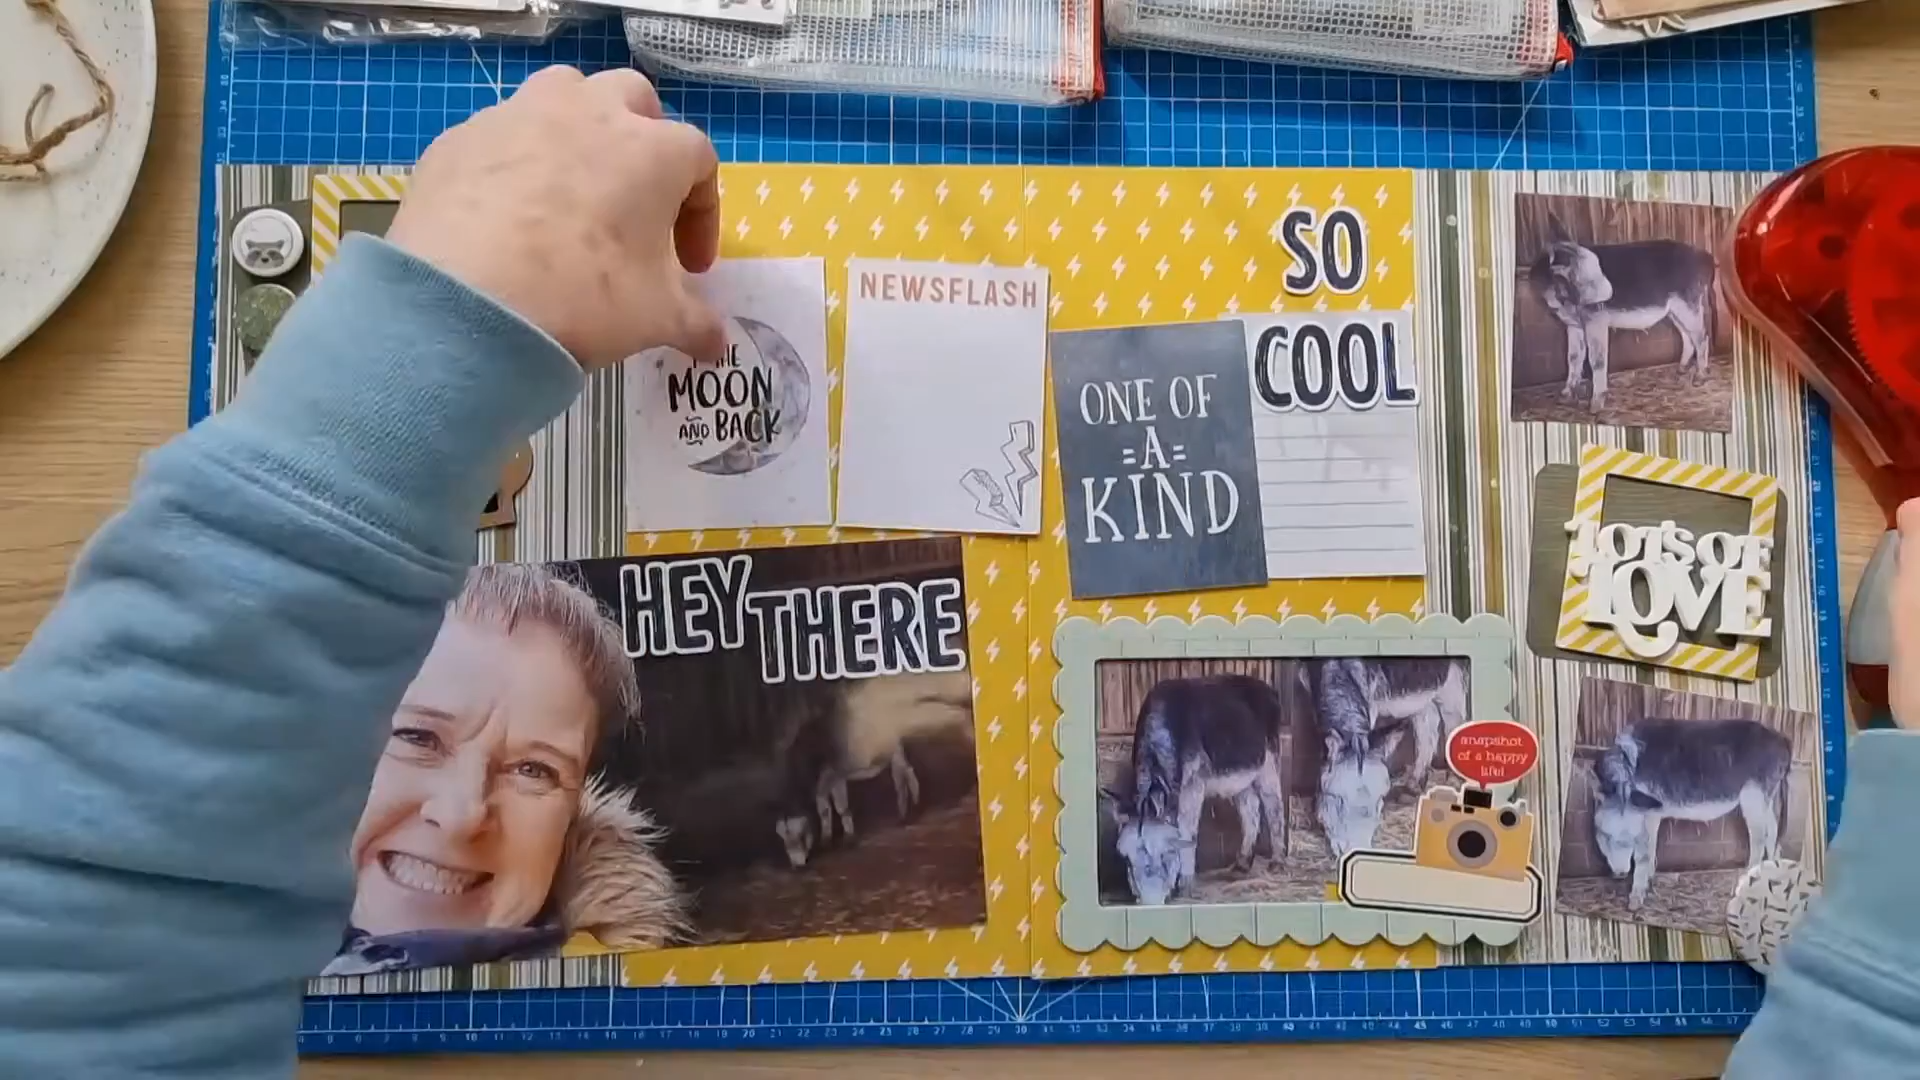 THE
MOON
AND BACK
NEWSFLASH
ONE OF
=A=
KIND
SO
COOL
HEY THERE
LOTS OF
LOVE
snapshot
of a happy
life!